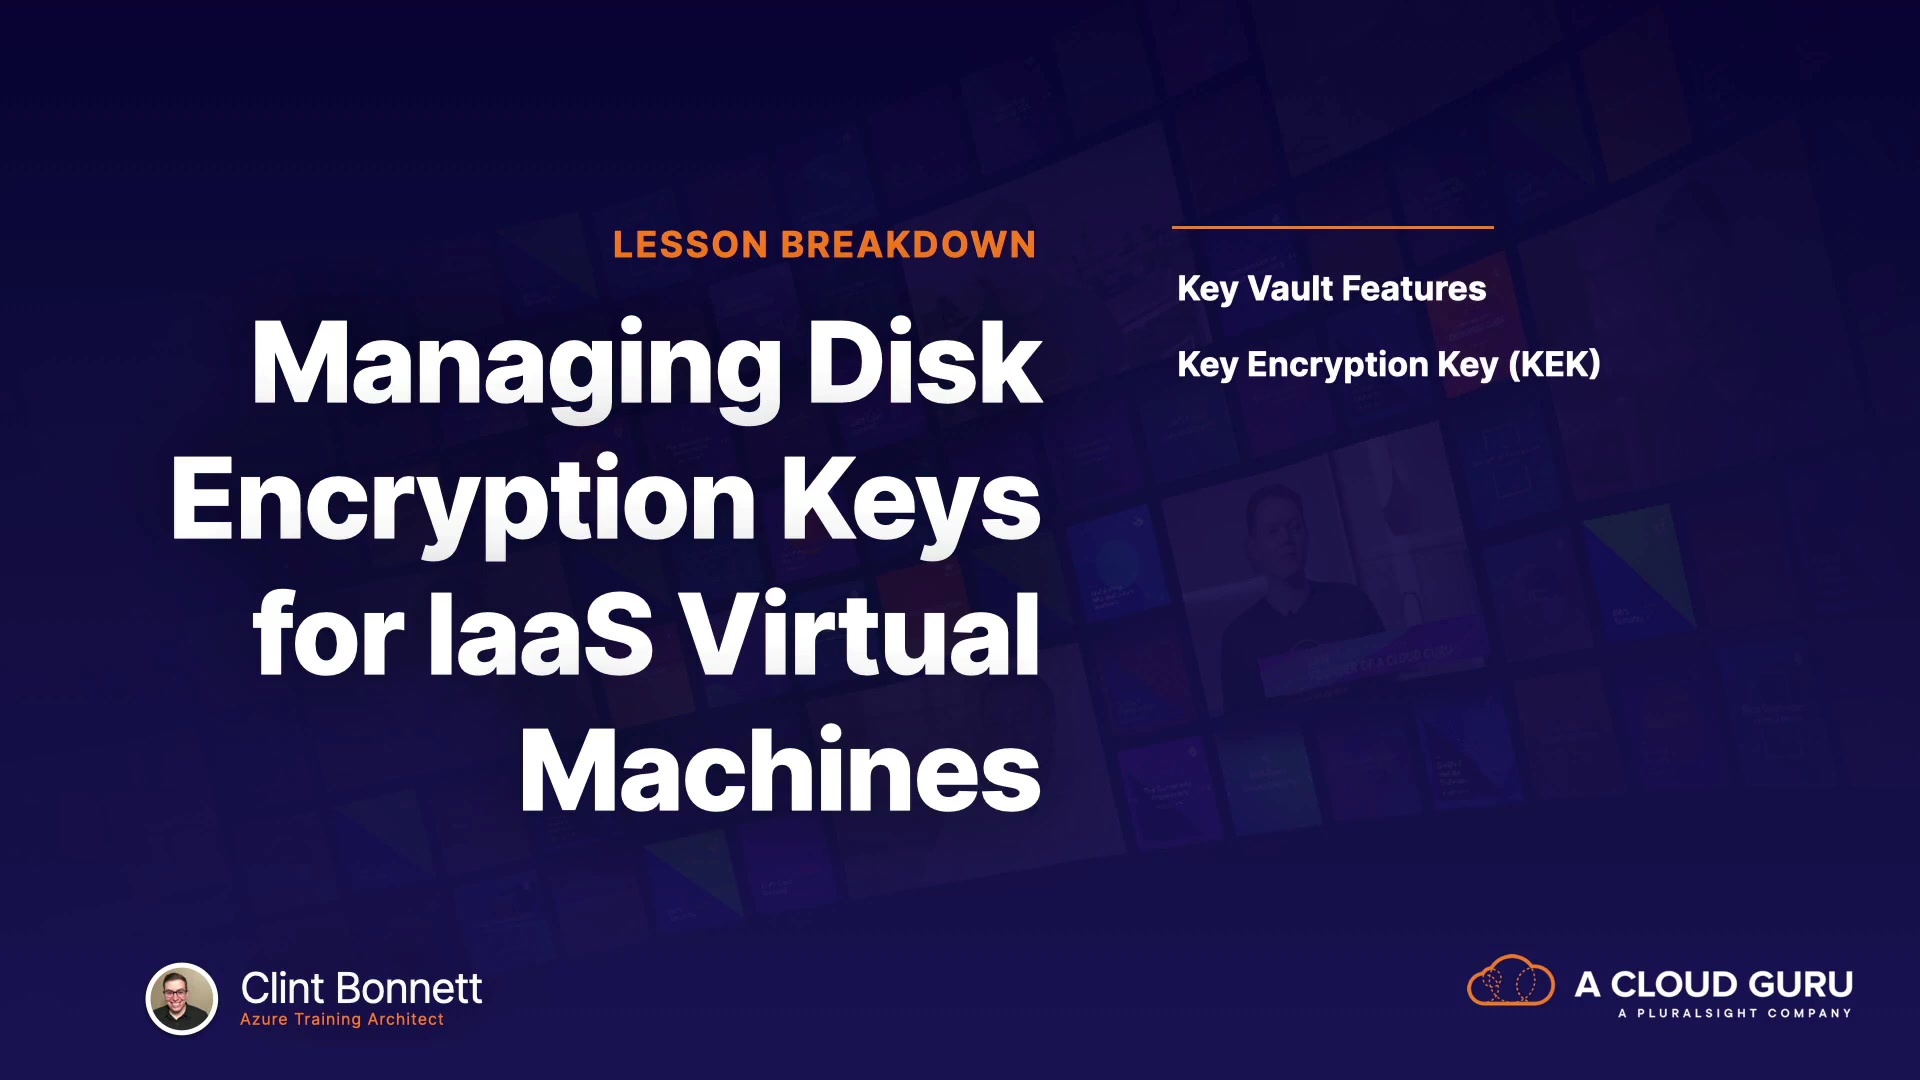 LESSON BREAKDOWN
Managing Disk
Encryption Keys
for IaaS Virtual
Machines
Key Vault Features
Key Encryption Key (KEK)
Clint Bonnett
Azure Training Architect
A CLOUD GURU
A PLURALSIGHT COMPANY